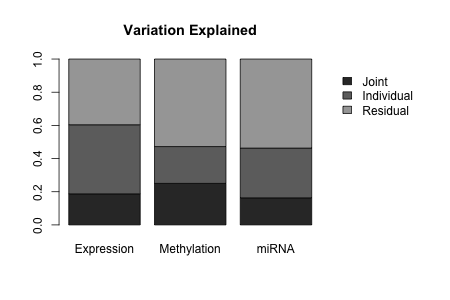 Variation Explained
1.0
0.8
0.6
0.4
0.2
0.0
Joint
Individual
Residual
Expression Methylation miRNA